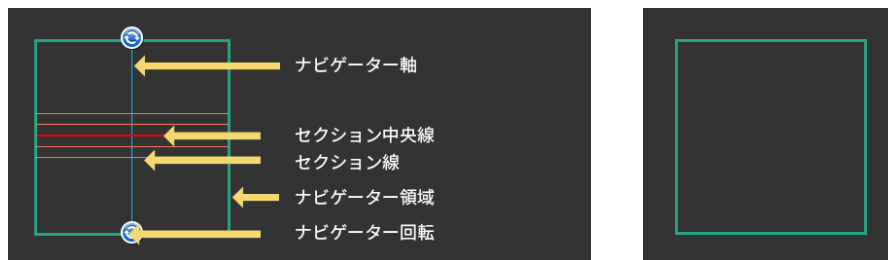 ナビゲーター軸
セクション中央線
セクション線
ナビゲーター領域
ナビゲーター回転